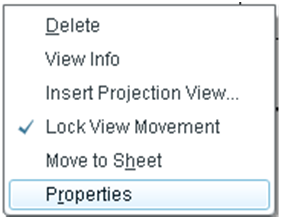 Delete
View Info
Insert Projection View...
Lock View Movement
Move to Sheet
Properties